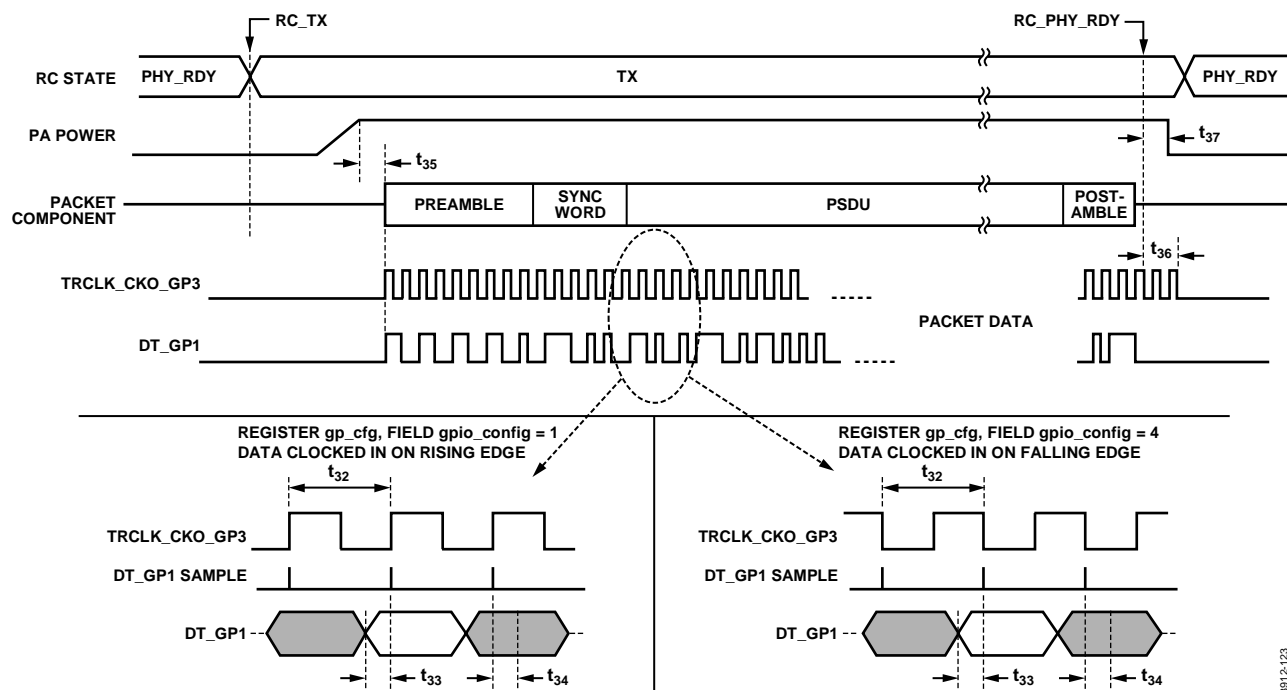 RC_TX
RC_PHY_RDY
RC STATE
PHY_RDY
TX
PHY_RDY
PA POWER
t37
t35
PACKET
COMPONENT
PREAMBLE
SYNC
WORD
PSDU
POST-
AMBLE
t36
TRCLK_CKO_GP3
PACKET DATA
DT_GP1
REGISTER gp_cfg, FIELD gpio_config = 1
DATA CLOCKED IN ON RISING EDGE
t32
TRCLK_CKO_GP3
DT_GP1 SAMPLE
DT_GP1
t33
t34
REGISTER gp_cfg, FIELD gpio_config = 4
DATA CLOCKED IN ON FALLING EDGE
t32
TRCLK_CKO_GP3
DT_GP1 SAMPLE
DT_GP1
t33
t34